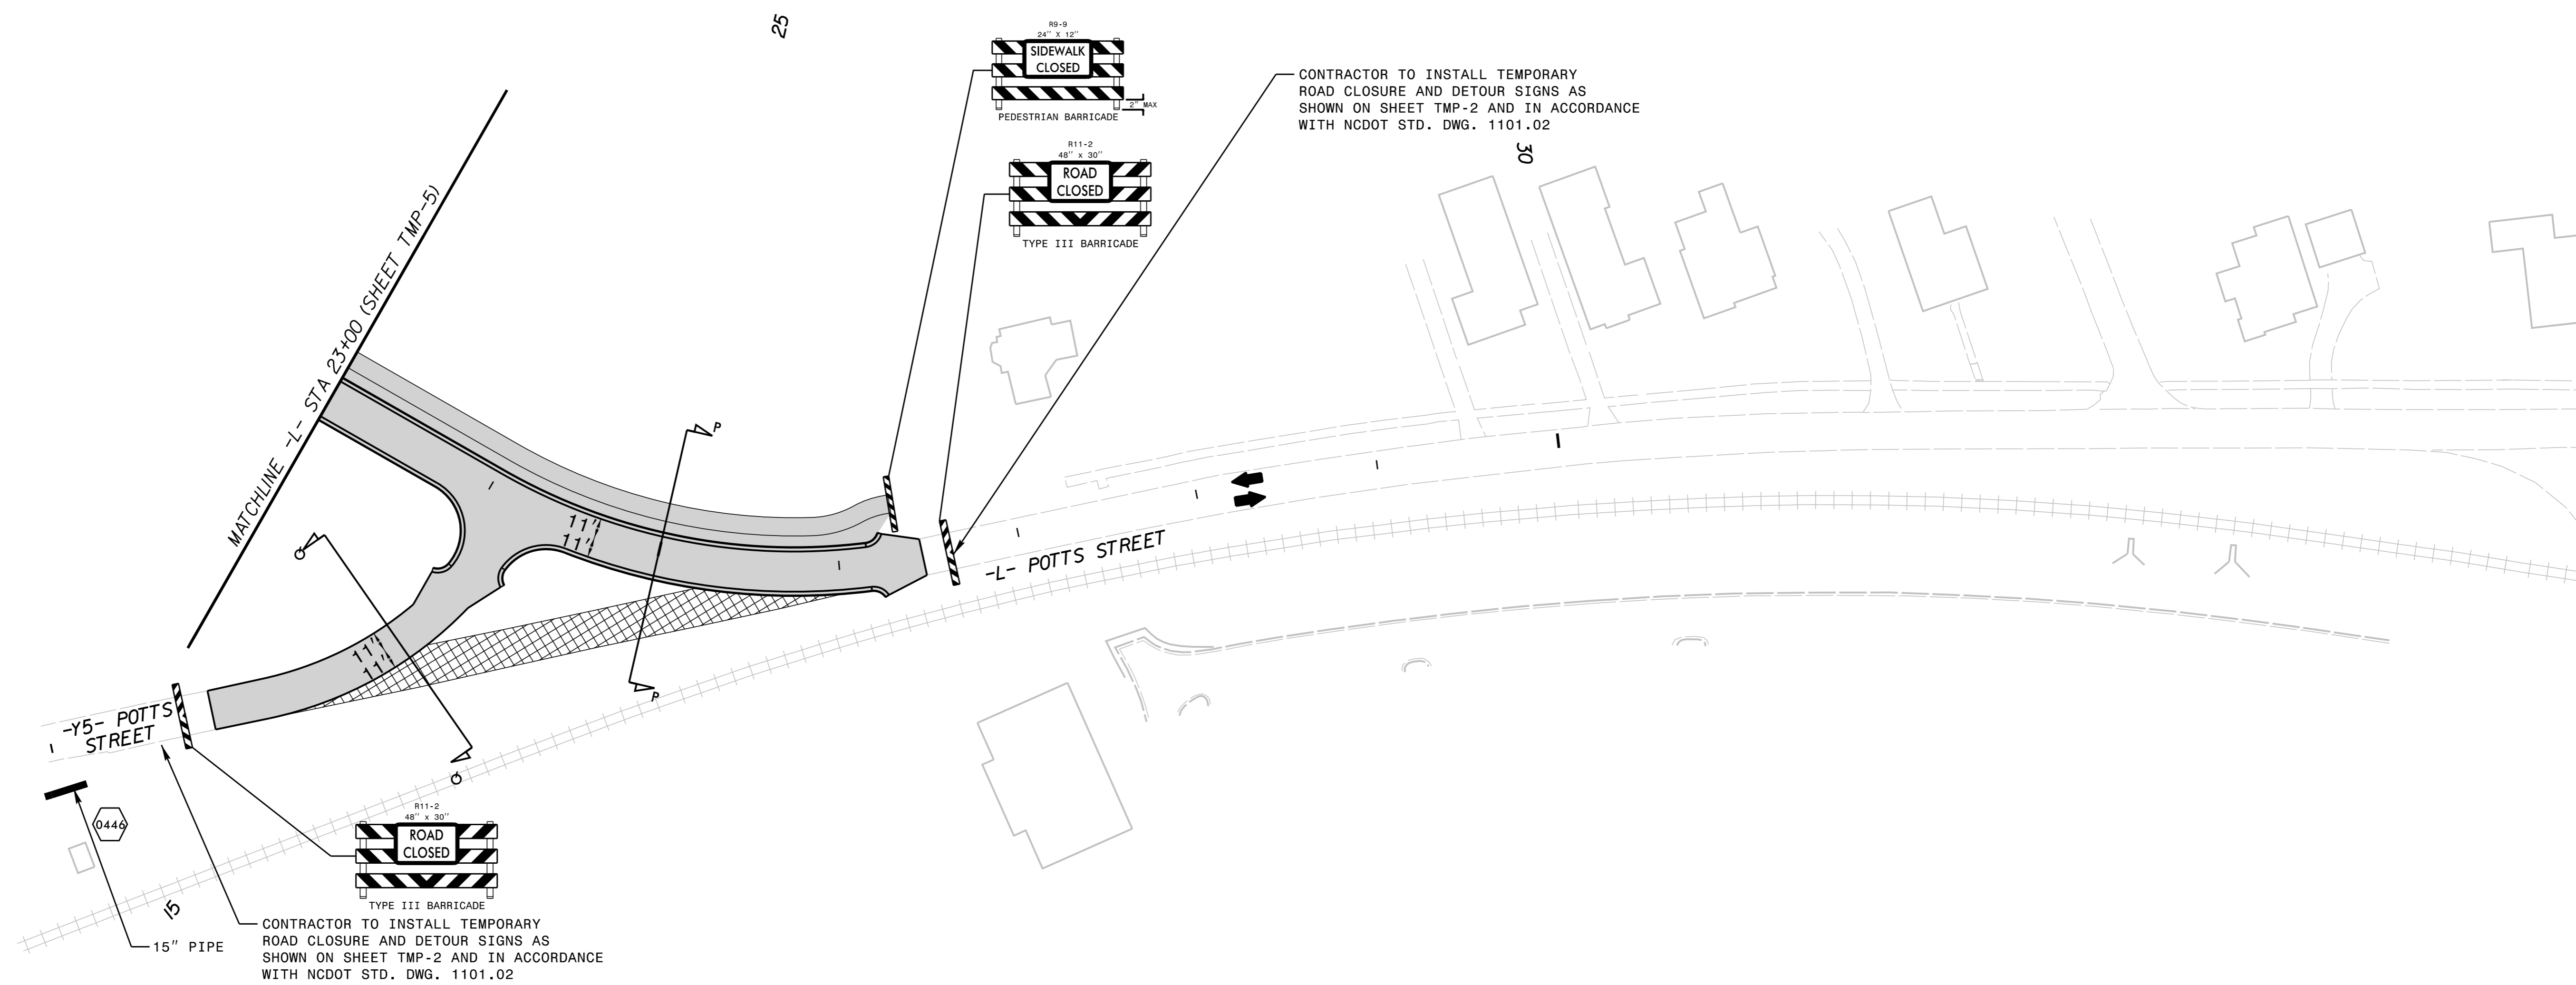 25
R9-9
24" X 12"
SIDEWALK
CLOSED
2" MAX
PEDESTRIAN BARRICADE
R11-2
48" x 30"
ROAD
CLOSED
TYPE III BARRICADE
CONTRACTOR TO INSTALL TEMPORARY
ROAD CLOSURE AND DETOUR SIGNS AS
SHOWN ON SHEET TMP-2 AND IN ACCORDANCE
WITH NCDOT STD. DWG. 1101.02
30
MATCHLINE -L- STA 23+00 (SHEET TMP-5)
P
11'
11'
O
-L- POTTS STREET
11'
11'
P
-Y5- POTTS
STREET
O
0446
R11-2
48" x 30"
ROAD
CLOSED
TYPE III BARRICADE
15
15" PIPE
CONTRACTOR TO INSTALL TEMPORARY
ROAD CLOSURE AND DETOUR SIGNS AS
SHOWN ON SHEET TMP-2 AND IN ACCORDANCE
WITH NCDOT STD. DWG. 1101.02